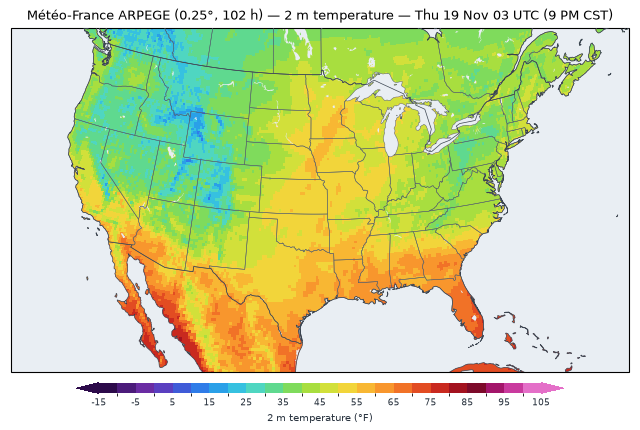 Météo-France ARPEGE (0.25°, 102 h) — 2 m temperature — Thu 19 Nov 03 UTC (9 PM CST)
-15 -5 5 15 25 35 45 55 65 75 85 95 105
2 m temperature (°F)